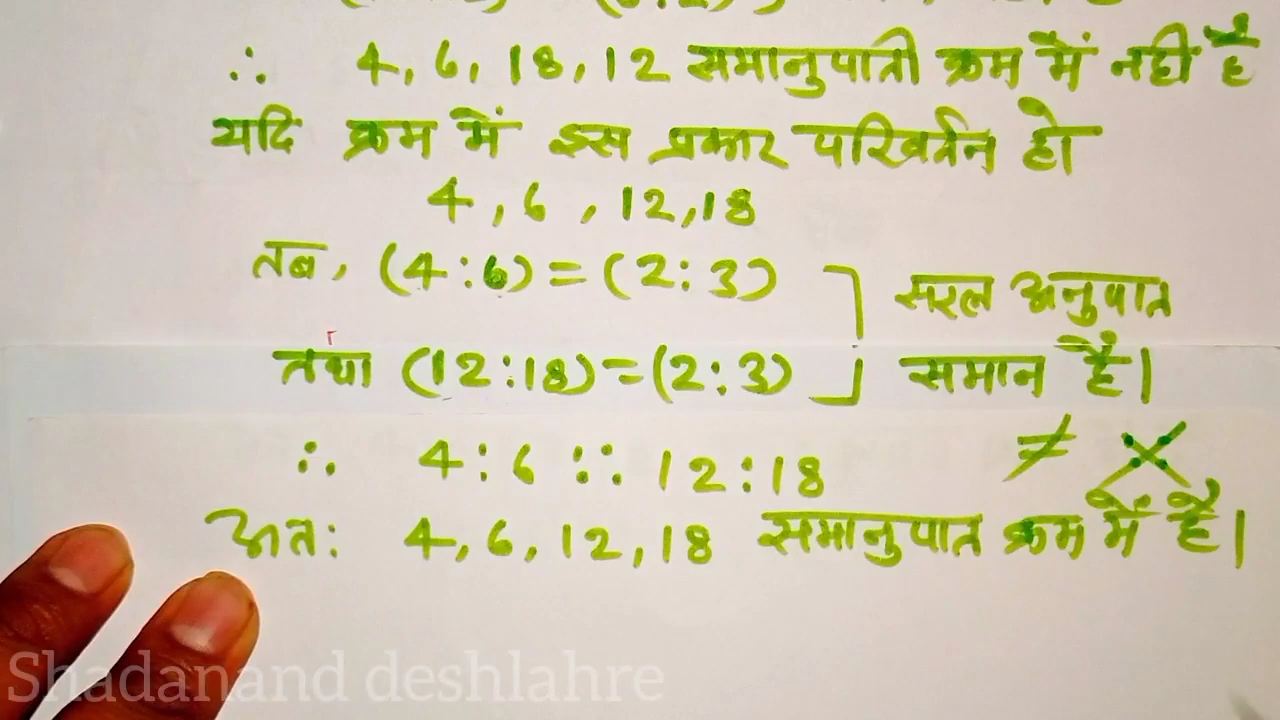 ∴ 4, 6, 18, 12 समानुपाती क्रम में नहीं है
यदि क्रम में इस प्रकार परिवर्तन हो
4, 6, 12, 18
तब, (4:6) = (2:3) सरल अनुपात
तथा (12:18) = (2:3) समान हैं।
∴ 4:6 :: 12:18 ≠
अतः 4, 6, 12, 18 समानुपात क्रम में है।
Shadanand deshlahre